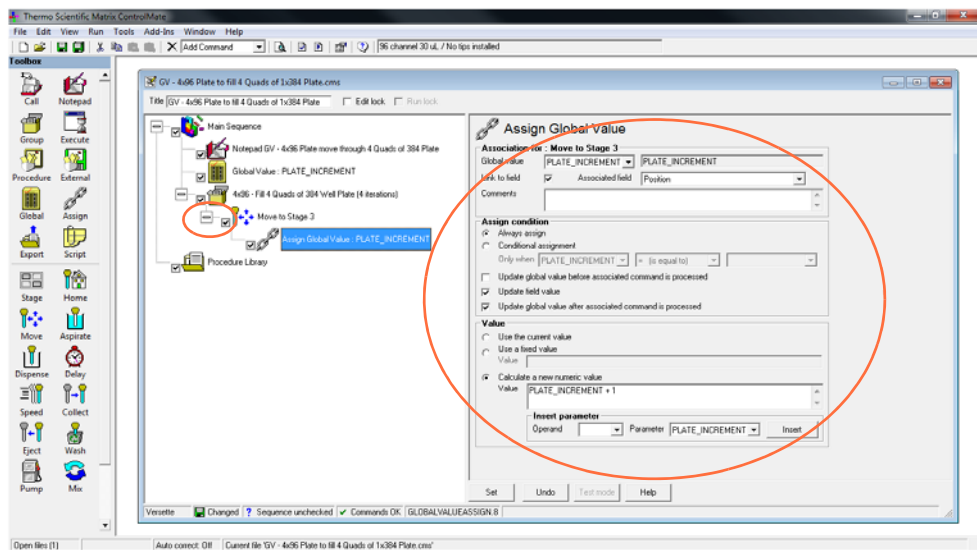 Thermo Scientific Matrix ControlMate
File Edit View Run Tools Add-Ins Window Help
Add Command
96 channel 30 uL / No tips installed
Toolbox
Call Notepad
Group Execute
Procedure External
Global Assign
Export Script
Stage Home
Move Aspirate
Dispense Delay
Speed Collect
Eject Wash
Pump Mix
GV - 4x96 Plate to fill 4 Quads of 1x384 Plate.cms
Title GV - 4x96 Plate to fill 4 Quads of 1x384 Plate Edit lock Run lock
Main Sequence
Notepad GV - 4x96 Plate move through 4 Quads of 384 Plate
Global Value : PLATE_INCREMENT
4x96 - Fill 4 Quads of 384 Well Plate (4 iterations)
Move to Stage 3
Assign Global Value : PLATE_INCREMENT
Procedure Library
Assign Global Value
Association for : Move to Stage 3
Global value PLATE_INCREMENT PLATE_INCREMENT
Link to field Associated field Position
Comments
Assign condition
Always assign
Conditional assignment
Only when PLATE_INCREMENT = (is equal to)
Update global value before associated command is processed
Update field value
Update global value after associated command is processed
Value
Use the current value
Use a fixed value
Value
Calculate a new numeric value
Value PLATE_INCREMENT + 1
Insert parameter
Operand Parameter PLATE_INCREMENT Insert
Set Undo Test mode Help
Versette Changed ? Sequence unchecked Commands OK GLOBALVALUEASSIGN.8
Open files (1) Auto correct: Off Current file 'GV - 4x96 Plate to fill 4 Quads of 1x384 Plate.cms'